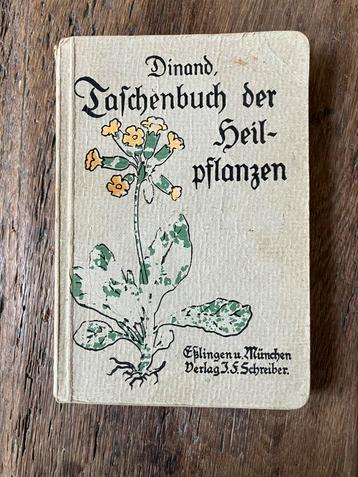 Dinand,
Taschenbuch der
Heil-
pflanzen
Eßlingen u. München
Verlag J. F. Schreiber.